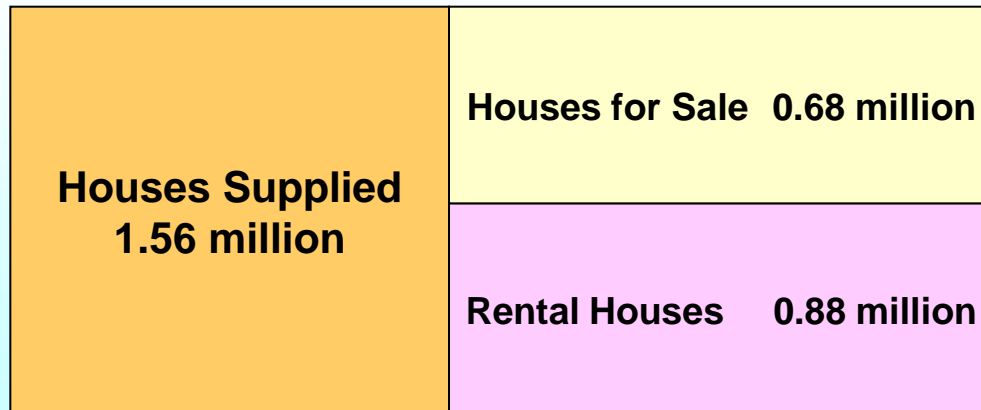 Houses Supplied
1.56 million
Houses for Sale 0.68 million
Rental Houses 0.88 million